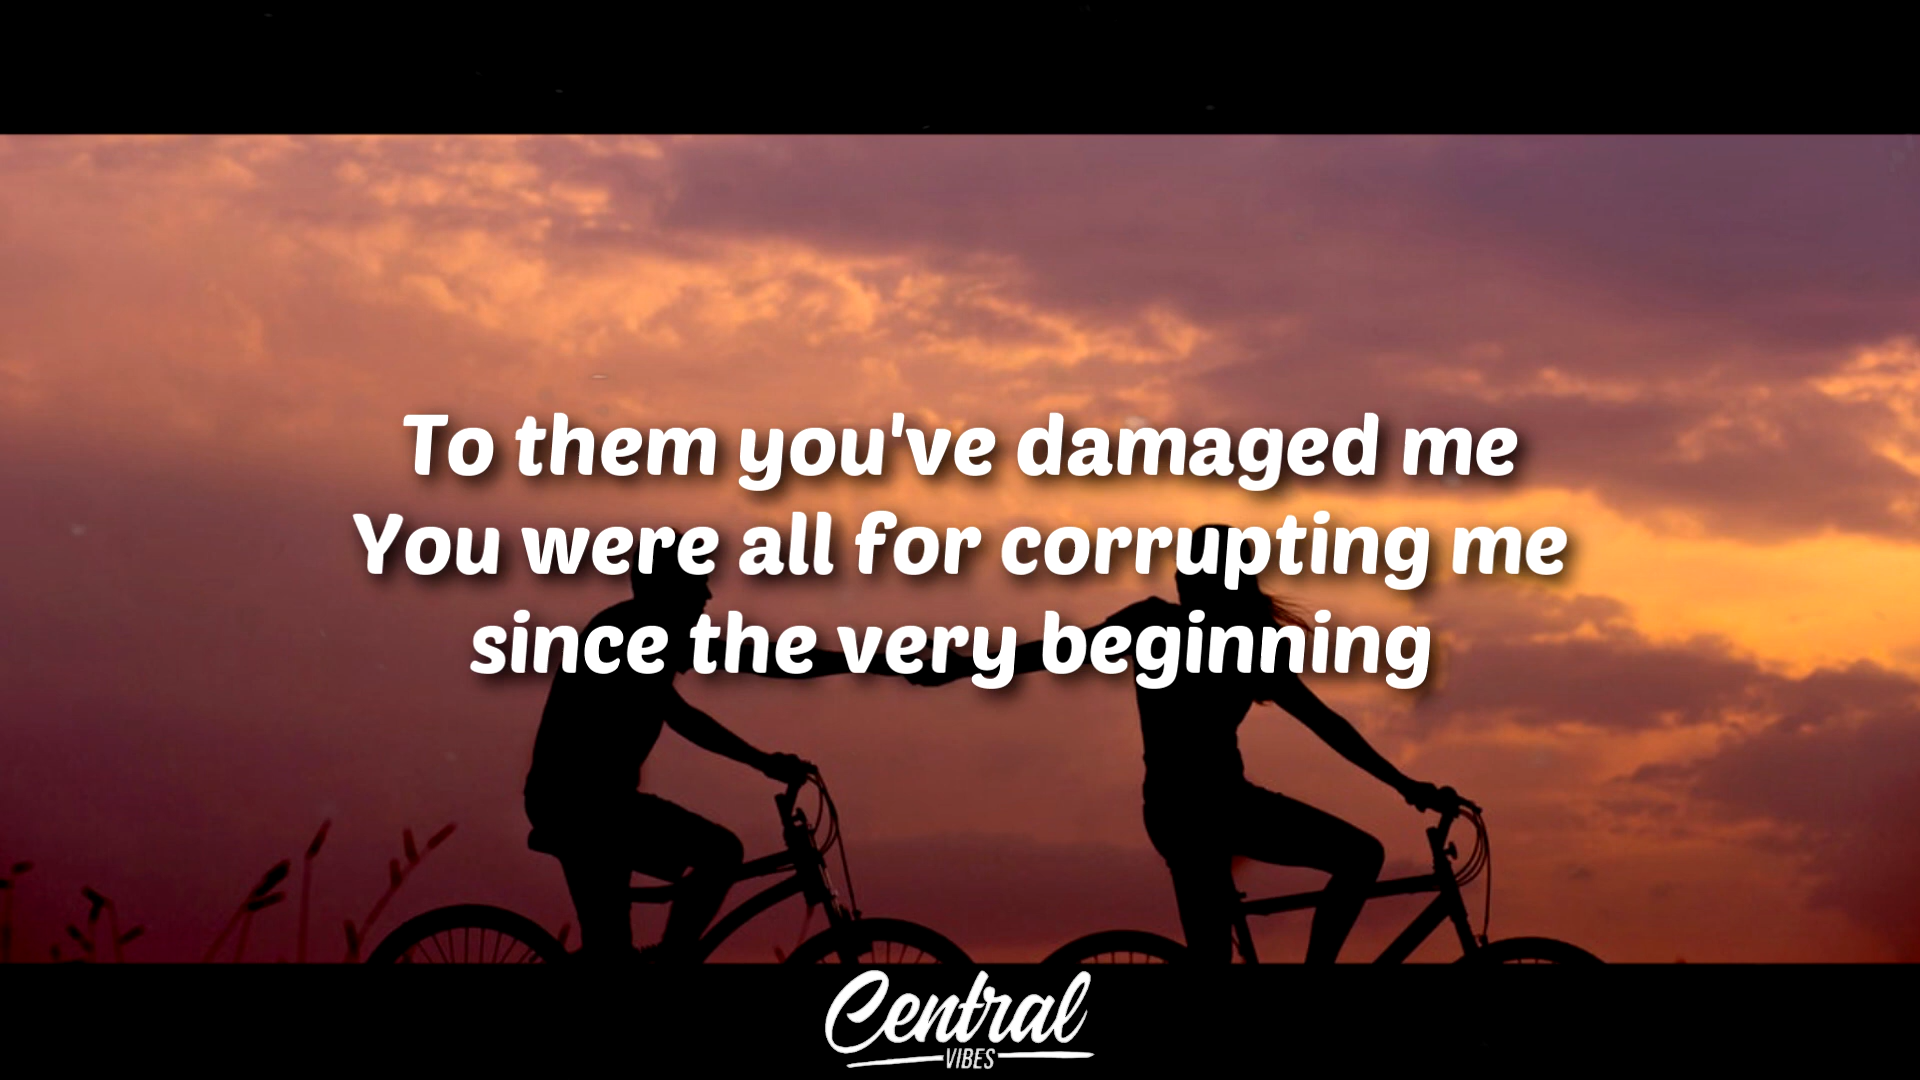 To them you've damaged me
You were all for corrupting me
since the very beginning
Central
VIBES